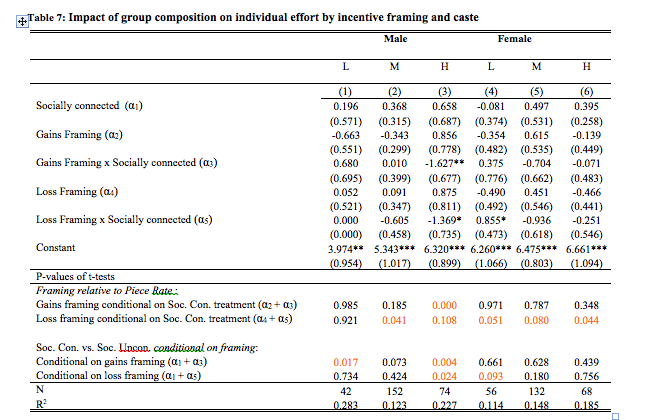 Table 7: Impact of group composition on individual effort by incentive framing and caste
Male Female
L M H L M H
(1) (2) (3) (4) (5) (6)
Socially connected (α1) 0.196 0.368 0.658 -0.081 0.497 0.395
(0.571) (0.315) (0.687) (0.374) (0.531) (0.258)
Gains Framing (α2) -0.663 -0.343 0.856 -0.354 0.615 -0.139
(0.551) (0.299) (0.778) (0.482) (0.535) (0.449)
Gains Framing x Socially connected (α3) 0.680 0.010 -1.627** 0.375 -0.704 -0.071
(0.695) (0.399) (0.677) (0.776) (0.662) (0.483)
Loss Framing (α4) 0.052 0.091 0.875 -0.490 0.451 -0.466
(0.521) (0.347) (0.811) (0.492) (0.546) (0.441)
Loss Framing x Socially connected (α5) 0.000 -0.605 -1.369* 0.855* -0.936 -0.251
(0.000) (0.458) (0.735) (0.473) (0.618) (0.546)
Constant 3.974** 5.343*** 6.320*** 6.260*** 6.475*** 6.661***
(0.954) (1.017) (0.899) (1.066) (0.803) (1.094)
P-values of t-tests
Framing relative to Piece Rate.:
Gains framing conditional on Soc. Con. treatment (α2 + α3) 0.985 0.185 0.000 0.971 0.787 0.348
Loss framing conditional on Soc. Con. treatment (α4 + α5) 0.921 0.041 0.108 0.051 0.080 0.044
Soc. Con. vs. Soc. Uncon. conditional on framing:
Conditional on gains framing (α1 + α3) 0.017 0.073 0.004 0.661 0.628 0.439
Conditional on loss framing (α1 + α5) 0.734 0.424 0.024 0.093 0.180 0.756
N 42 152 74 56 132 68
R² 0.283 0.123 0.227 0.114 0.148 0.185